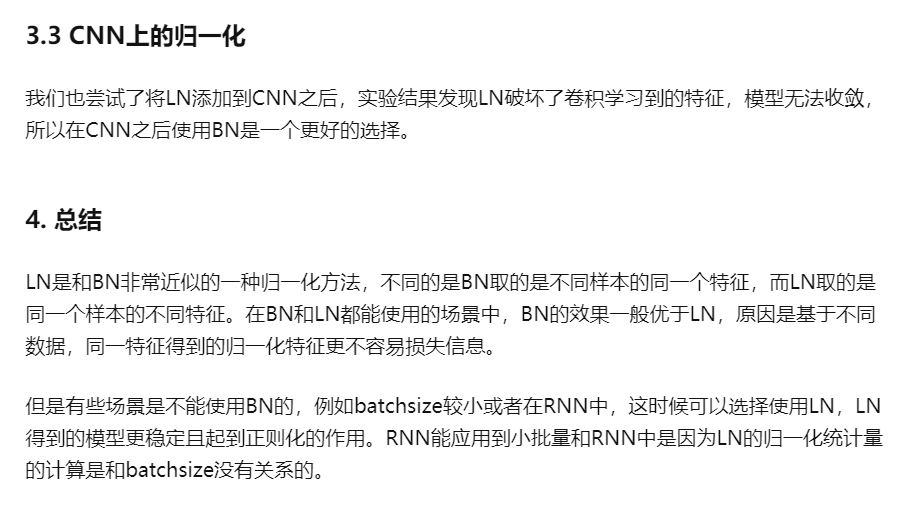 3.3 CNN上的归一化
我们也尝试了将LN添加到CNN之后，实验结果发现LN破坏了卷积学习到的特征，模型无法收敛，
所以在CNN之后使用BN是一个更好的选择。
4. 总结
LN是和BN非常近似的一种归一化方法，不同的是BN取的是不同样本的同一个特征，而LN取的是
同一个样本的不同特征。在BN和LN都能使用的场景中，BN的效果一般优于LN，原因是基于不同
数据，同一特征得到的归一化特征更不容易损失信息。
但是有些场景是不能使用BN的，例如batchsize较小或者在RNN中，这时候可以选择使用LN，LN
得到的模型更稳定且起到正则化的作用。RNN能应用到小批量和RNN中是因为LN的归一化统计量
的计算是和batchsize没有关系的。